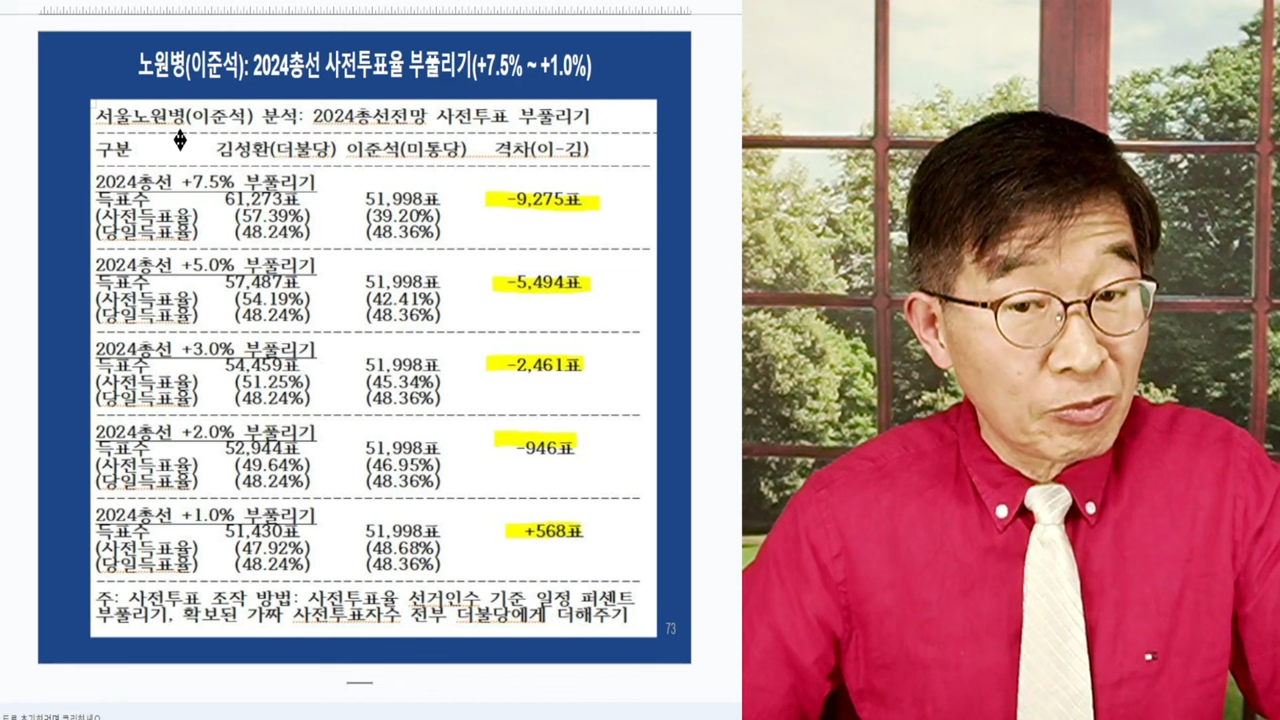 노원병(이준석): 2024총선 사전투표율 부풀리기(+7.5% ~ +1.0%)
서울노원병(이준석) 분석: 2024총선전망 사전투표 부풀리기
구분 김성환(더불당) 이준석(미통당) 격차(이-김)
2024총선 +7.5% 부풀리기
득표수 61,273표 51,998표 -9,275표
(사전득표율) (57.39%) (39.20%)
(당일득표율) (48.24%) (48.36%)
2024총선 +5.0% 부풀리기
득표수 57,487표 51,998표 -5,494표
(사전득표율) (54.19%) (42.41%)
(당일득표율) (48.24%) (48.36%)
2024총선 +3.0% 부풀리기
득표수 54,459표 51,998표 -2,461표
(사전득표율) (51.25%) (45.34%)
(당일득표율) (48.24%) (48.36%)
2024총선 +2.0% 부풀리기
득표수 52,944표 51,998표 -946표
(사전득표율) (49.64%) (46.95%)
(당일득표율) (48.24%) (48.36%)
2024총선 +1.0% 부풀리기
득표수 51,430표 51,998표 +568표
(사전득표율) (47.92%) (48.68%)
(당일득표율) (48.24%) (48.36%)
주: 사전투표 조작 방법: 사전투표율 선거인수 기준 일정 퍼센트
부풀리기, 확보된 가짜 사전투표자수 전부 더불당에게 더해주기
73